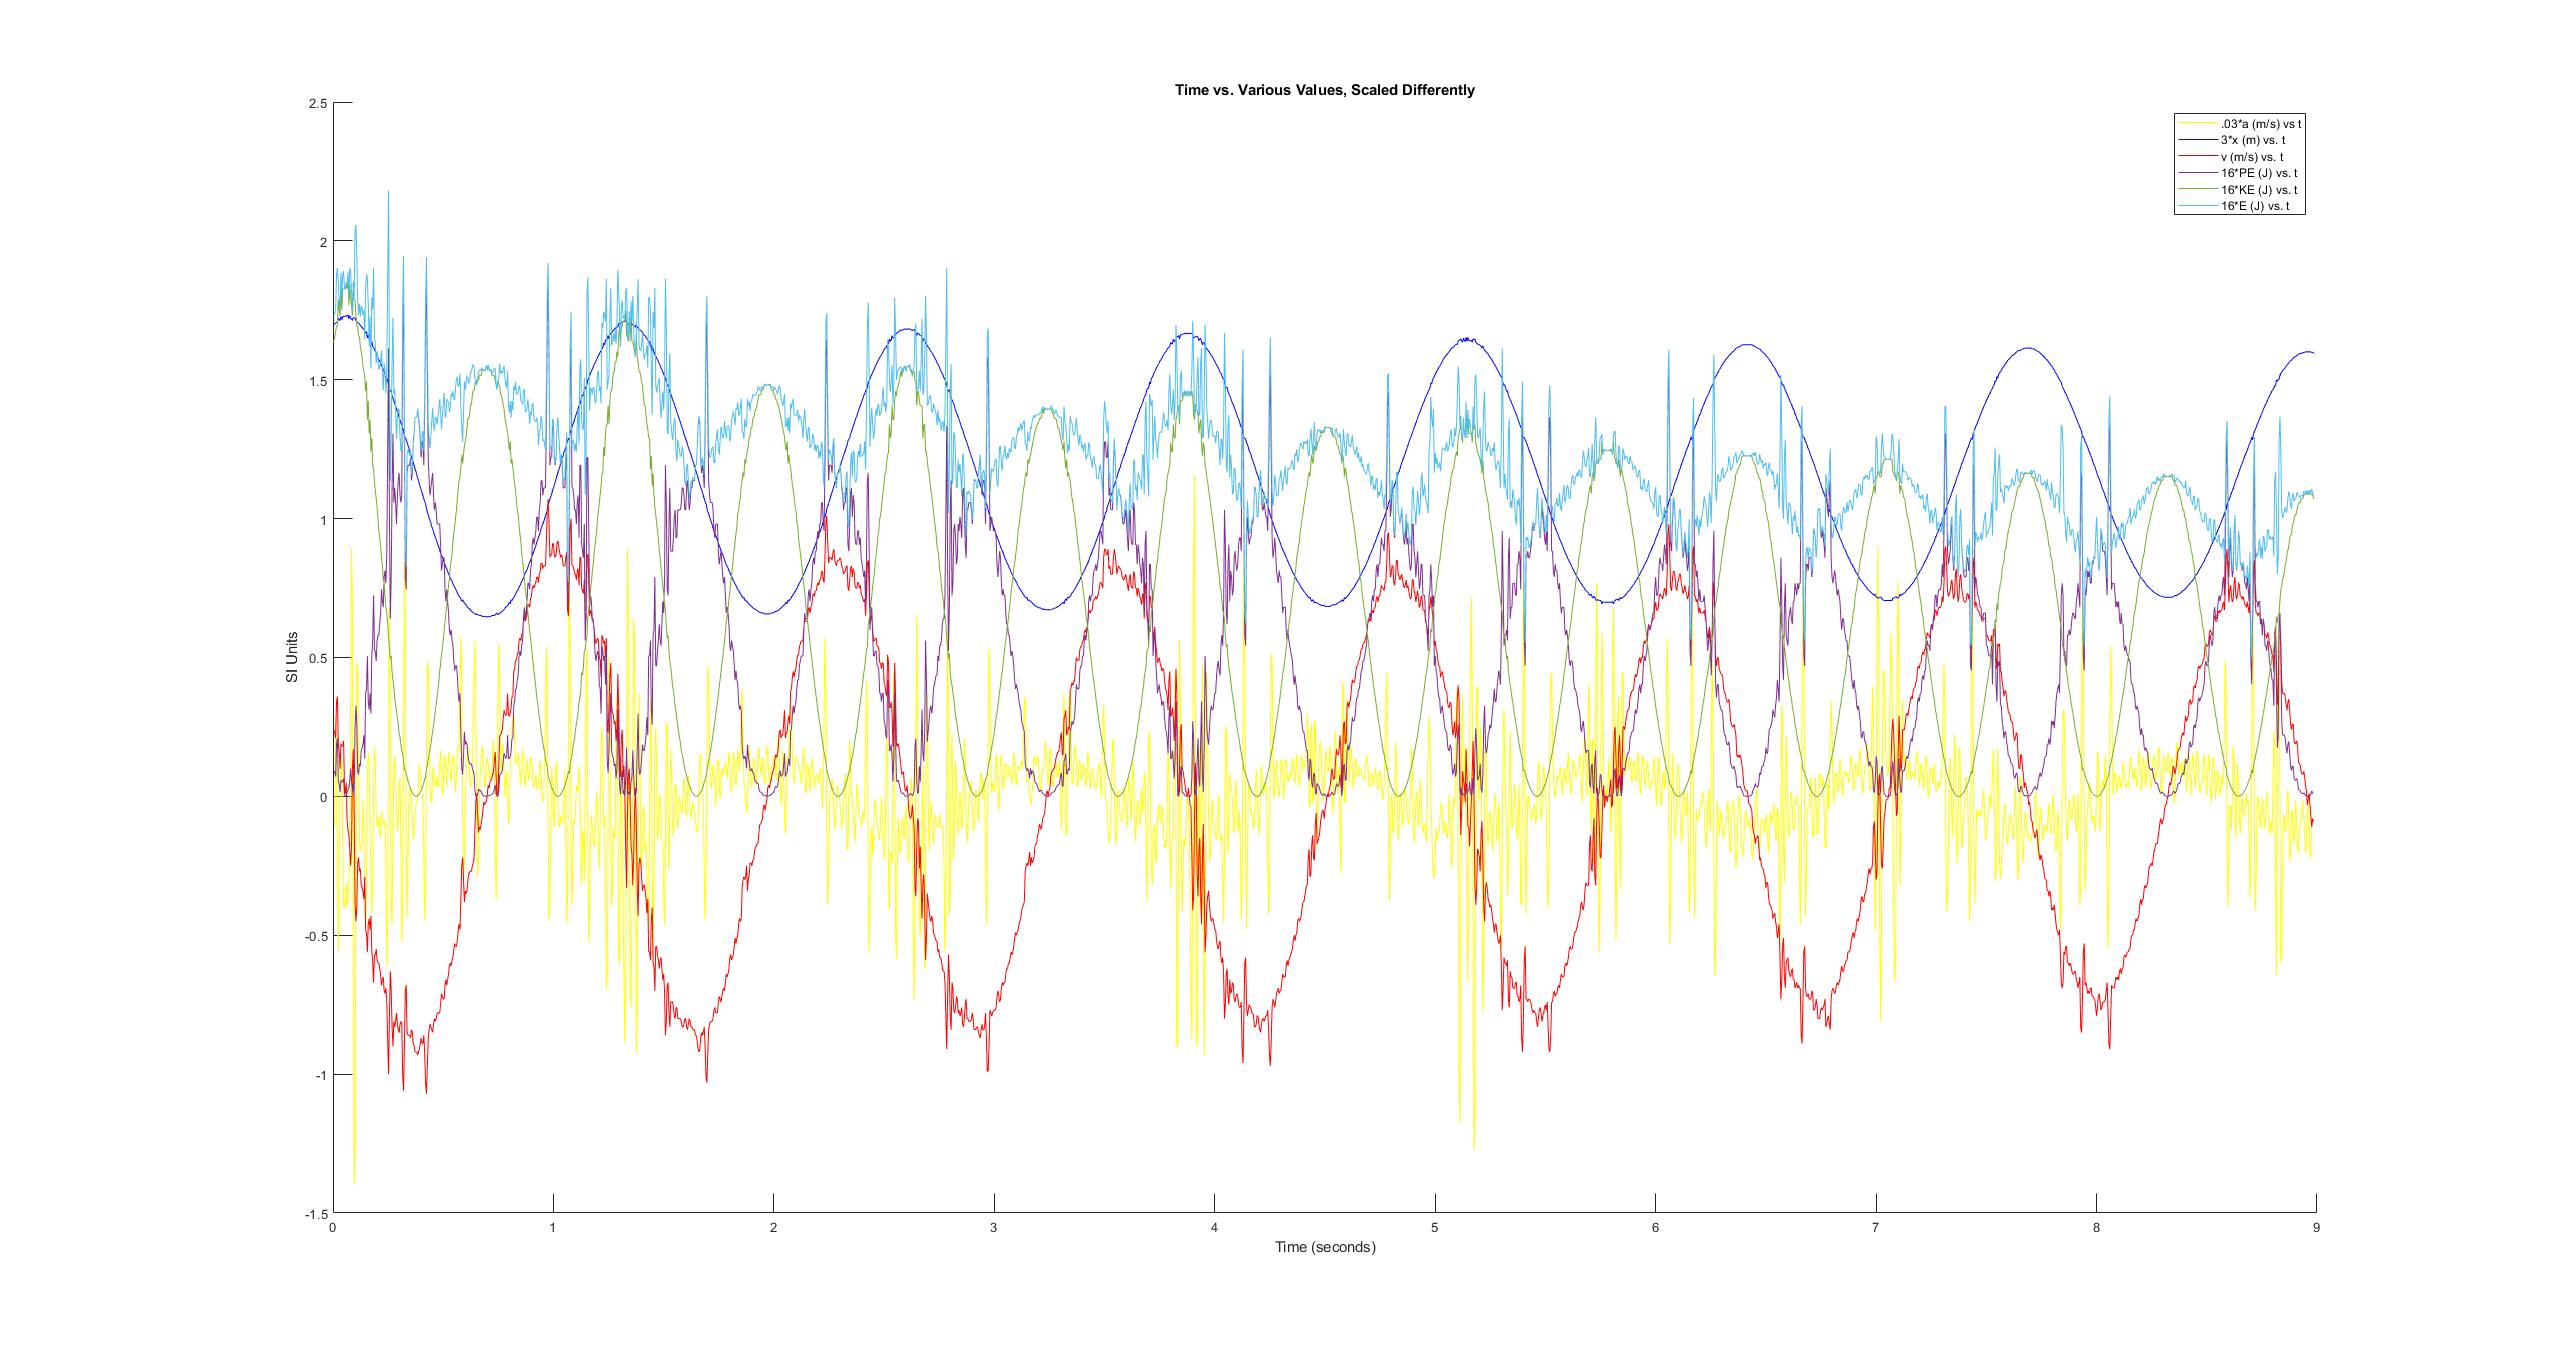 Time vs. Various Values, Scaled Differently
2.5
.03*a (m/s) vs t
3*x (m) vs. t
v (m/s) vs. t
16*PE (J) vs. t
16*KE (J) vs. t
16*E (J) vs. t
2
1.5
1
0.5
SI Units
0
-0.5
-1
-1.5
0 1 2 3 4 5 6 7 8 9
Time (seconds)